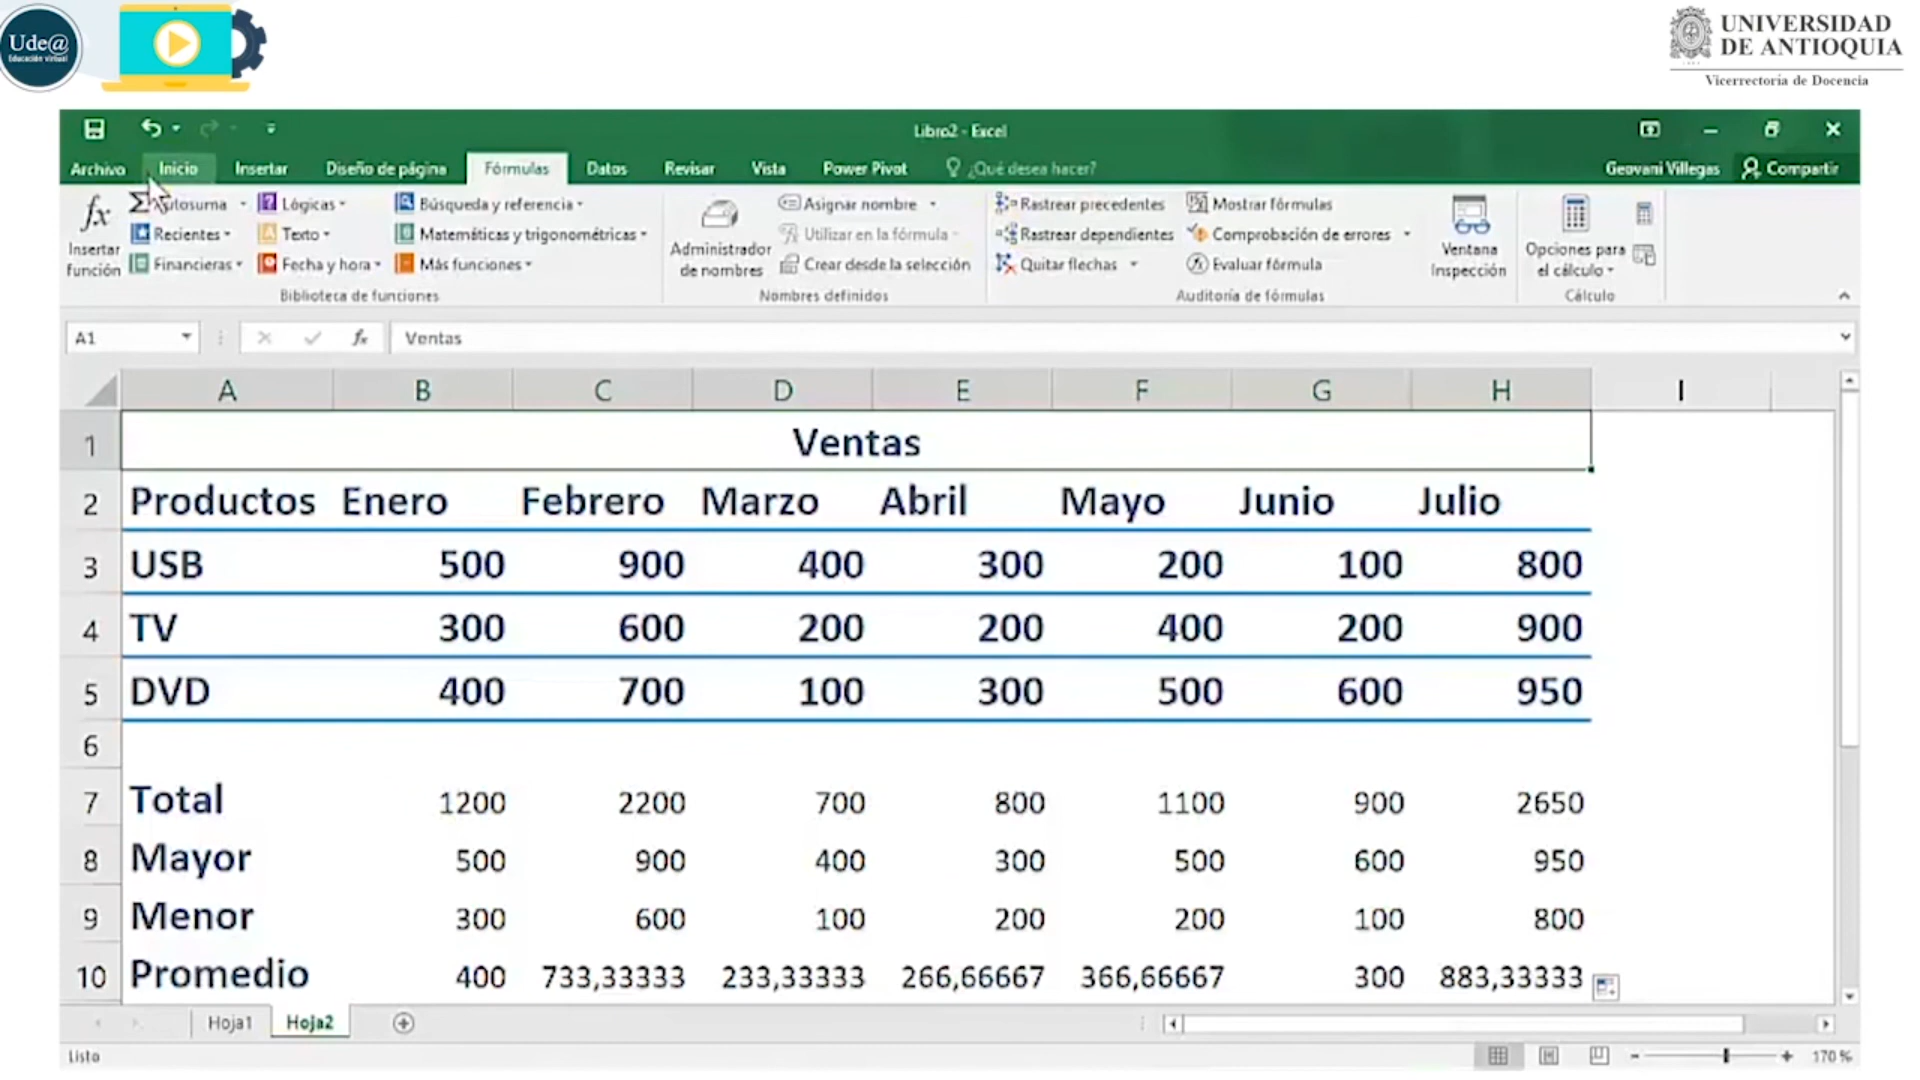 Ude@
Educación virtual
UNIVERSIDAD
DE ANTIOQUIA
Vicerrectoría de Docencia
Libro2 - Excel
Archivo Inicio Insertar Diseño de página Fórmulas Datos Revisar Vista Power Pivot ¿Qué desea hacer? Geovani Villegas Compartir
fx Insertar función
Σ Autosuma
Recientes
Financieras
Lógicas
Texto
Fecha y hora
Búsqueda y referencia
Matemáticas y trigonométricas
Más funciones
Biblioteca de funciones
Administrador de nombres
Asignar nombre
Utilizar en la fórmula
Crear desde la selección
Nombres definidos
Rastrear precedentes
Rastrear dependientes
Quitar flechas
Mostrar fórmulas
Comprobación de errores
Evaluar fórmula
Auditoría de fórmulas
Ventana Inspección
Opciones para el cálculo
Cálculo
A1 fx Ventas
A B C D E F G H I
1 Ventas
2 Productos Enero Febrero Marzo Abril Mayo Junio Julio
3 USB 500 900 400 300 200 100 800
4 TV 300 600 200 200 400 200 900
5 DVD 400 700 100 300 500 600 950
6
7 Total 1200 2200 700 800 1100 900 2650
8 Mayor 500 900 400 300 500 600 950
9 Menor 300 600 100 200 200 100 800
10 Promedio 400 733,33333 233,33333 266,66667 366,66667 300 883,33333
Hoja1 Hoja2
Listo 170 %